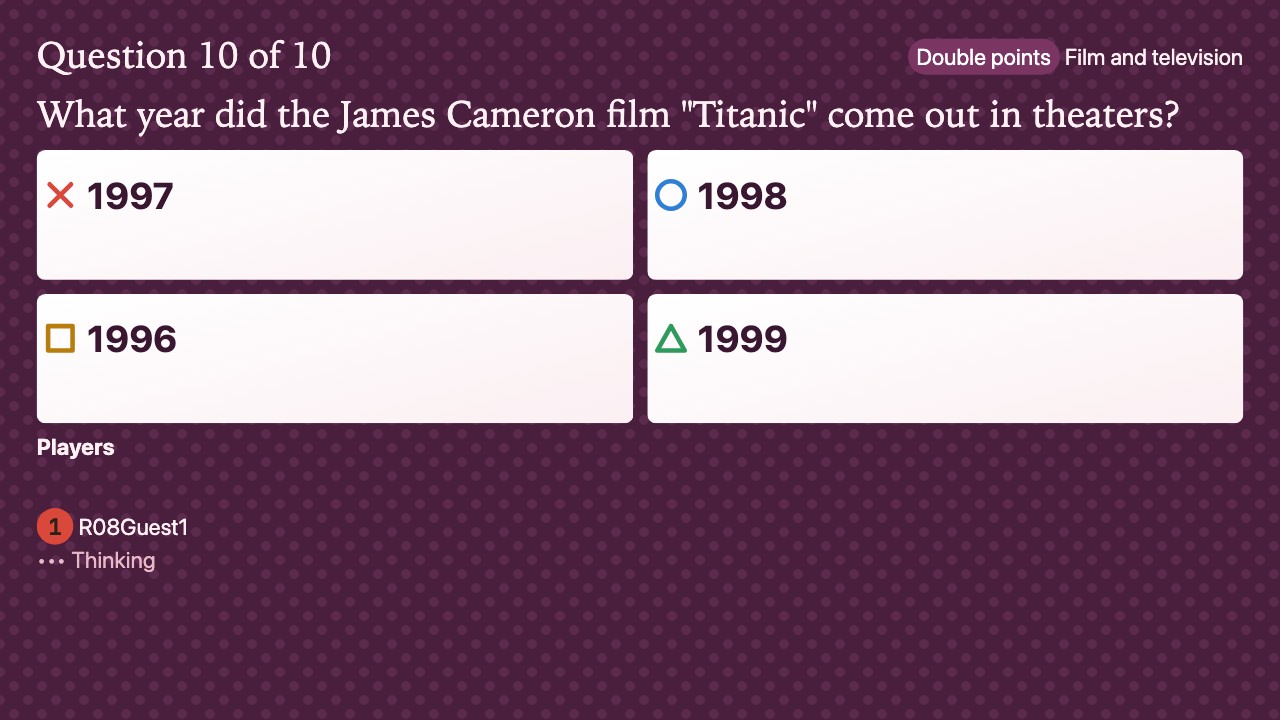 Question 10 of 10
Double points Film and television
What year did the James Cameron film "Titanic" come out in theaters?
1997
1998
1996
1999
Players
1 R08Guest1
Thinking